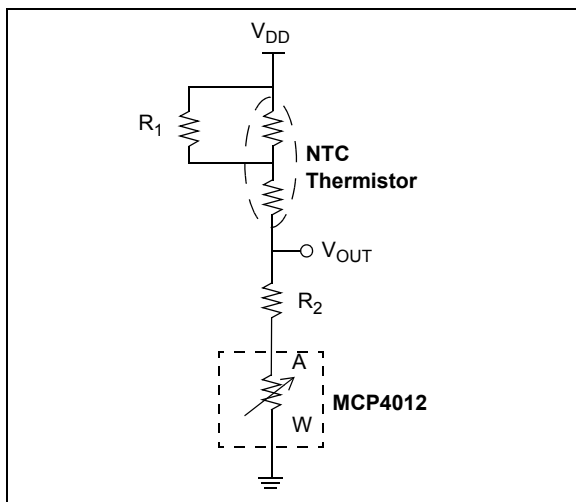 V_DD
R_1
NTC
Thermistor
V_OUT
R_2
A
MCP4012
W